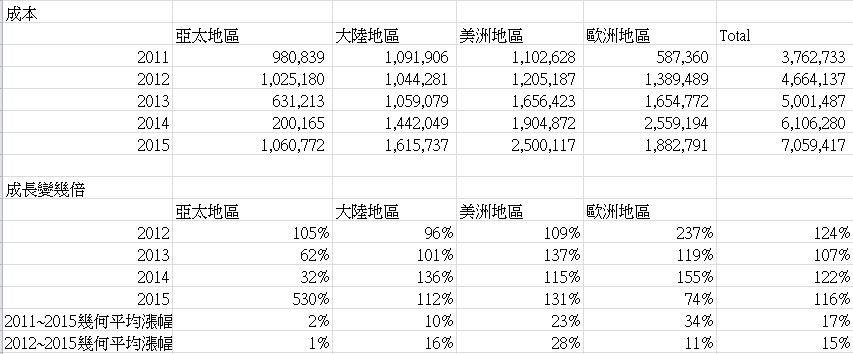 成本
亞太地區 大陸地區 美洲地區 歐洲地區 Total
2011 980,839 1,091,906 1,102,628 587,360 3,762,733
2012 1,025,180 1,044,281 1,205,187 1,389,489 4,664,137
2013 631,213 1,059,079 1,656,423 1,654,772 5,001,487
2014 200,165 1,442,049 1,904,872 2,559,194 6,106,280
2015 1,060,772 1,615,737 2,500,117 1,882,791 7,059,417
成長變幾倍
亞太地區 大陸地區 美洲地區 歐洲地區
2012 105% 96% 109% 237% 124%
2013 62% 101% 137% 119% 107%
2014 32% 136% 115% 155% 122%
2015 530% 112% 131% 74% 116%
2011~2015幾何平均漲幅 2% 10% 23% 34% 17%
2012~2015幾何平均漲幅 1% 16% 28% 11% 15%